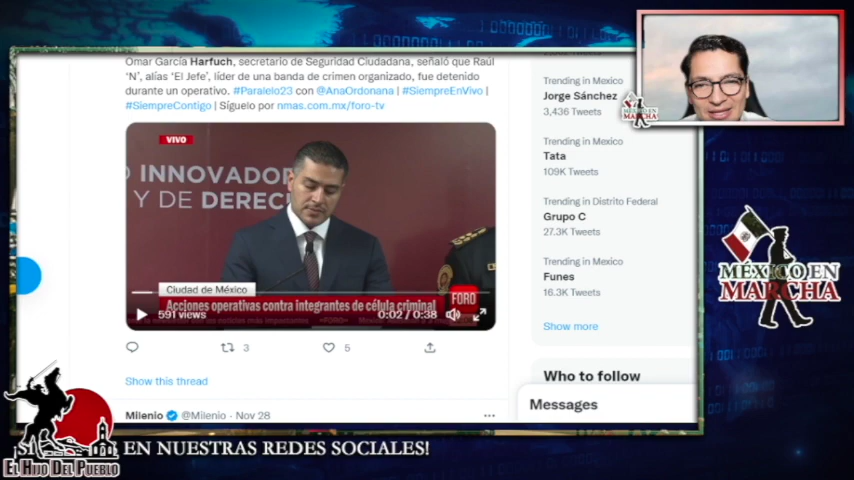 Omar García Harfuch, secretario de Seguridad Ciudadana, señaló que Raúl
'N', alías 'El Jefe', líder de una banda de crimen organizado, fue detenido
durante un operativo. #Paralelo23 con @AnaOrdonana | #SiempreEnVivo |
#SiempreContigo | Síguelo por nmas.com.mx/foro-tv
VIVO
INNOVADOR
Y DE DEREC
Ciudad de México
Acciones operativas contra integrantes de célula criminal
FORO
591 views
0:02 / 0:38
3
5
Show this thread
Milenio @Milenio · Nov 28
Trending in Mexico
Jorge Sánchez
3,436 Tweets
Trending in Mexico
Tata
109K Tweets
Trending in Distrito Federal
Grupo C
27.3K Tweets
Trending in Mexico
Funes
16.3K Tweets
Show more
Who to follow
Messages
MÉXICO EN
MARCHA
MÉXICO EN
MARCHA
EN NUESTRAS REDES SOCIALES!
EL HIJO DEL PUEBLO